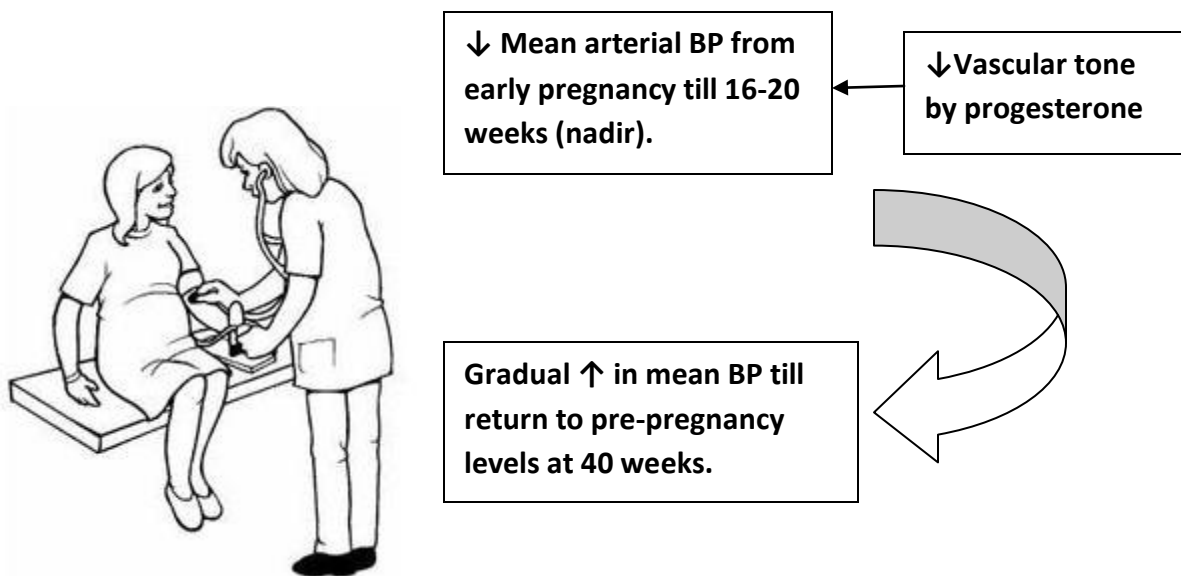 ↓ Mean arterial BP from
early pregnancy till 16-20
weeks (nadir).
↓Vascular tone
by progesterone
Gradual ↑ in mean BP till
return to pre-pregnancy
levels at 40 weeks.